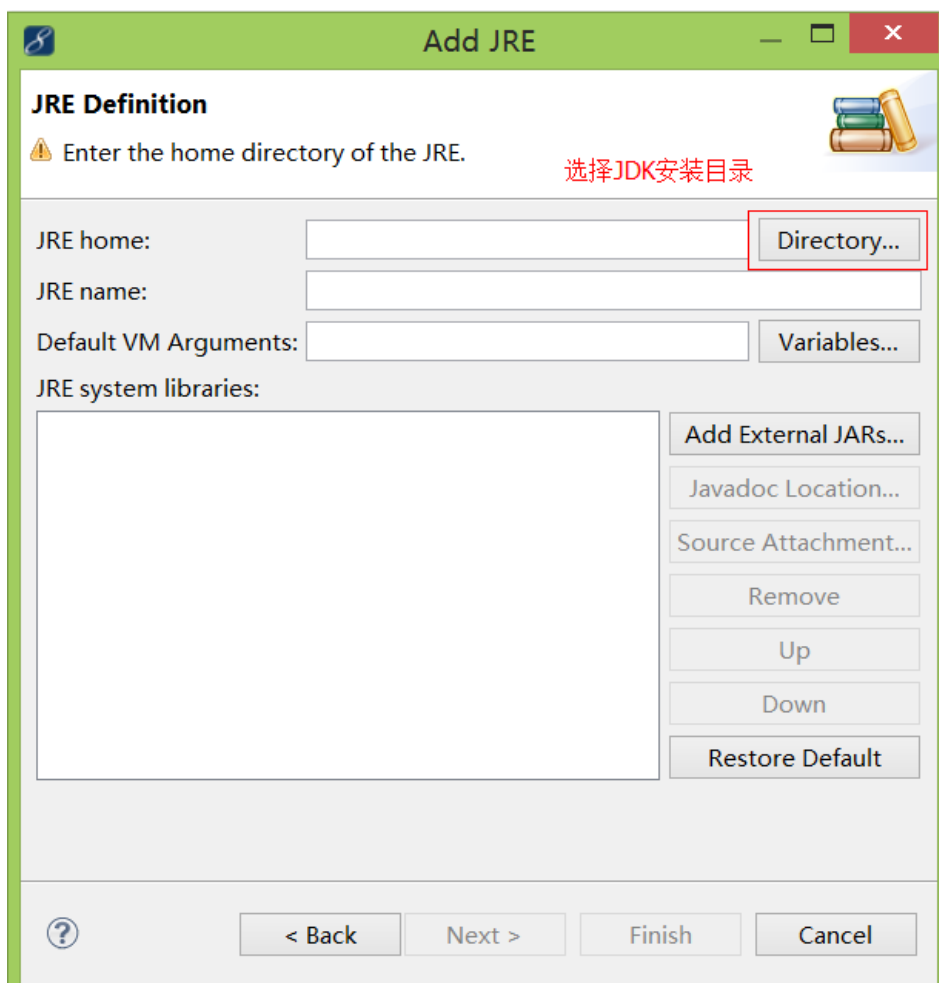 Add JRE
JRE Definition
Enter the home directory of the JRE.
选择JDK安装目录
JRE home:
Directory...
JRE name:
Default VM Arguments:
Variables...
JRE system libraries:
Add External JARs...
Javadoc Location...
Source Attachment...
Remove
Up
Down
Restore Default
< Back
Next >
Finish
Cancel